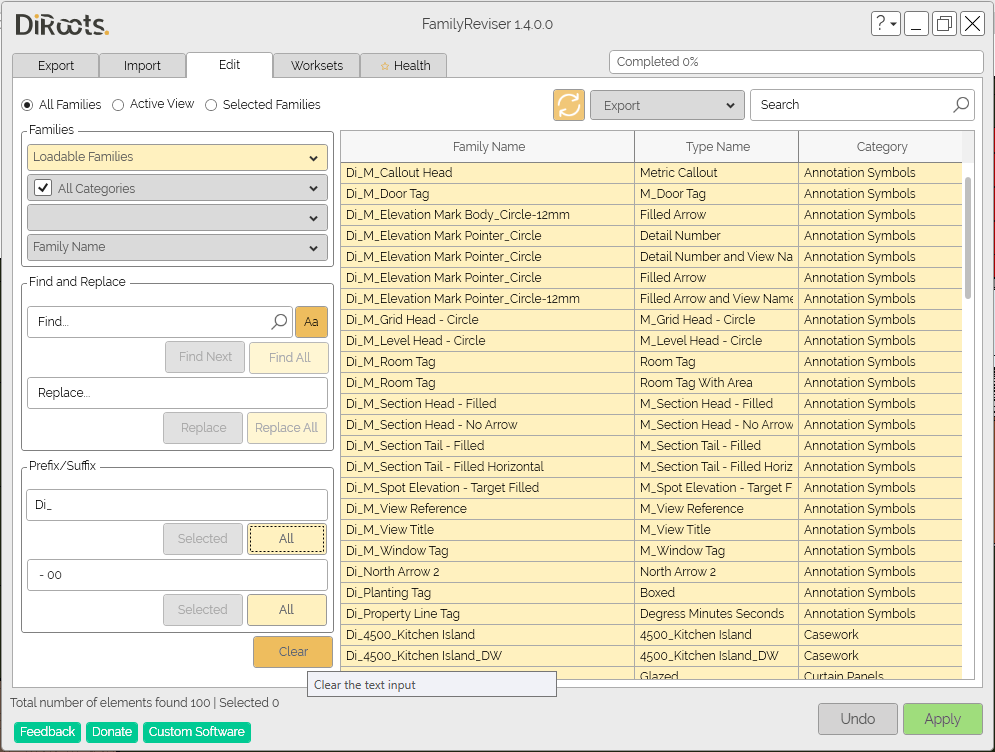 DiRoots.
FamilyReviser 1.4.0.0
?
Export
Import
Edit
Worksets
Health
Completed 0%
All Families
Active View
Selected Families
Export
Search
Families
Loadable Families
All Categories
Family Name
Find and Replace
Find...
Aa
Find Next
Find All
Replace...
Replace
Replace All
Prefix/Suffix
Di_
Selected
All
- 00
Selected
All
Clear
Clear the text input
Family Name Type Name Category
Di_M_Callout Head Metric Callout Annotation Symbols
Di_M_Door Tag M_Door Tag Annotation Symbols
Di_M_Elevation Mark Body_Circle-12mm Filled Arrow Annotation Symbols
Di_M_Elevation Mark Pointer_Circle Detail Number Annotation Symbols
Di_M_Elevation Mark Pointer_Circle Detail Number and View Na Annotation Symbols
Di_M_Elevation Mark Pointer_Circle Filled Arrow Annotation Symbols
Di_M_Elevation Mark Pointer_Circle-12mm Filled Arrow and View Name Annotation Symbols
Di_M_Grid Head - Circle M_Grid Head - Circle Annotation Symbols
Di_M_Level Head - Circle M_Level Head - Circle Annotation Symbols
Di_M_Room Tag Room Tag Annotation Symbols
Di_M_Room Tag Room Tag With Area Annotation Symbols
Di_M_Section Head - Filled M_Section Head - Filled Annotation Symbols
Di_M_Section Head - No Arrow M_Section Head - No Arrow Annotation Symbols
Di_M_Section Tail - Filled M_Section Tail - Filled Annotation Symbols
Di_M_Section Tail - Filled Horizontal M_Section Tail - Filled Horiz Annotation Symbols
Di_M_Spot Elevation - Target Filled M_Spot Elevation - Target F Annotation Symbols
Di_M_View Reference M_View Reference Annotation Symbols
Di_M_View Title M_View Title Annotation Symbols
Di_M_Window Tag M_Window Tag Annotation Symbols
Di_North Arrow 2 North Arrow 2 Annotation Symbols
Di_Planting Tag Boxed Annotation Symbols
Di_Property Line Tag Degress Minutes Seconds Annotation Symbols
Di_4500_Kitchen Island 4500_Kitchen Island Casework
Di_4500_Kitchen Island_DW 4500_Kitchen Island_DW Casework
Glazed Curtain Panels
Total number of elements found 100 | Selected 0
Feedback
Donate
Custom Software
Undo
Apply